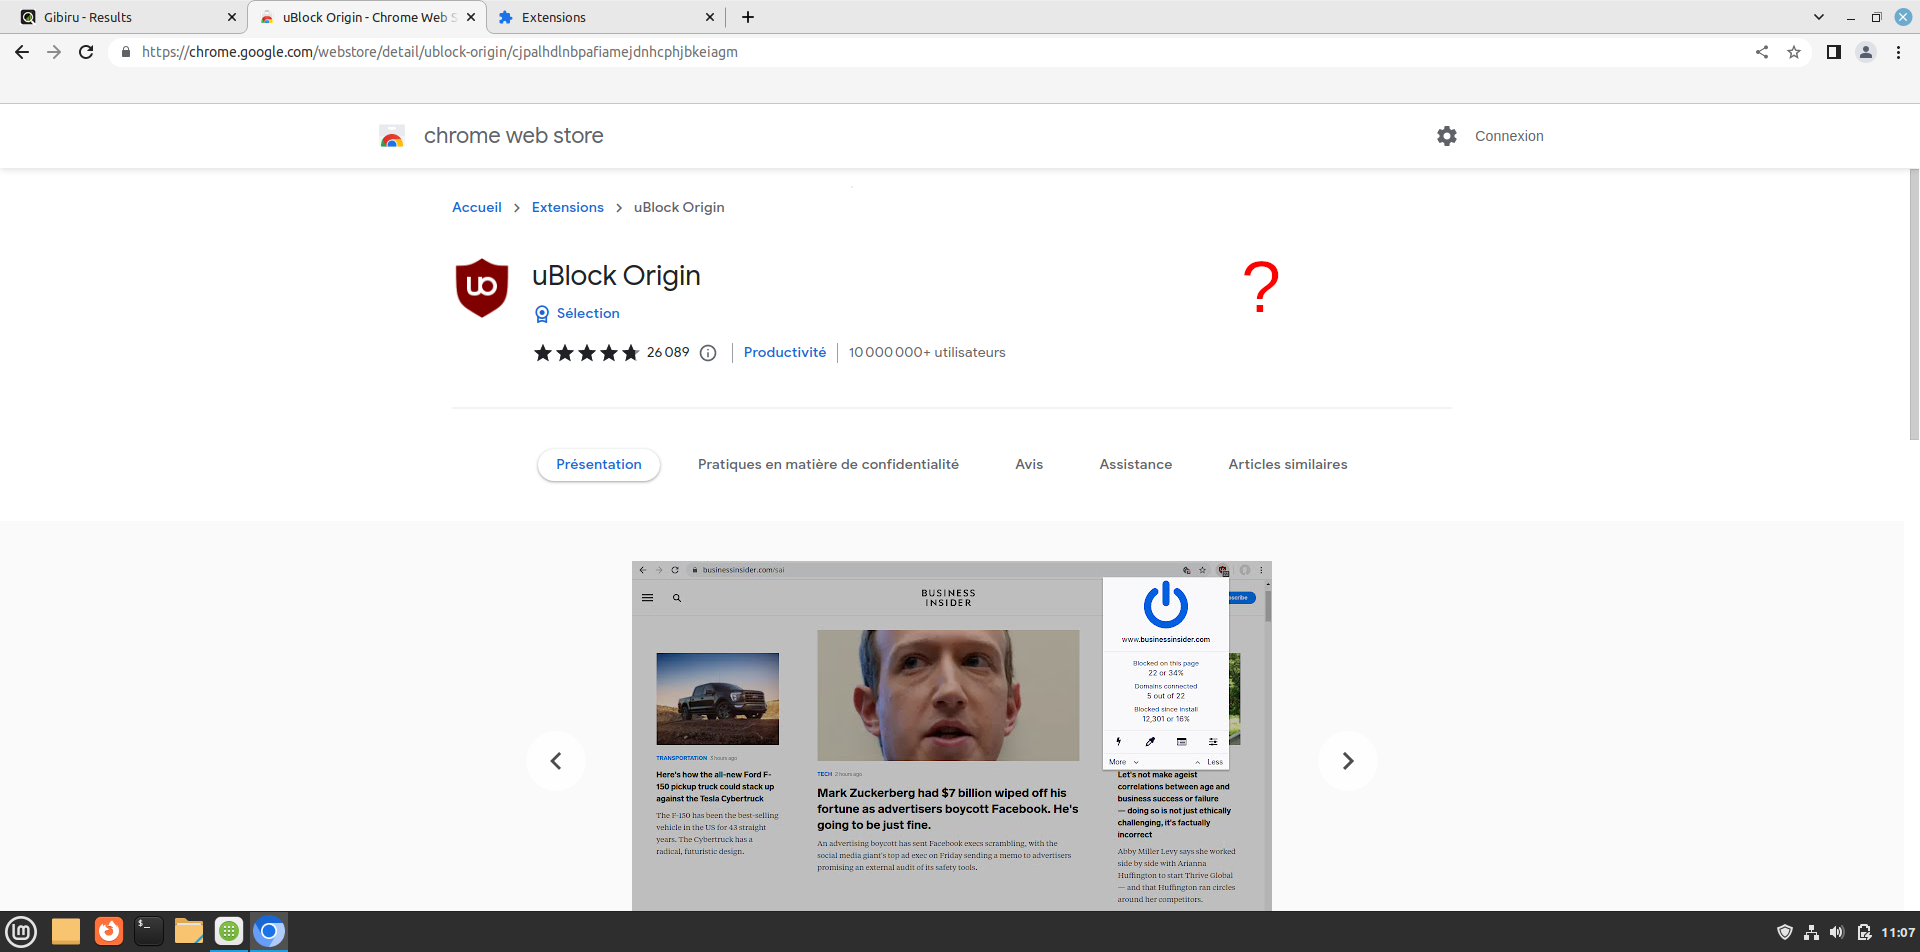 Gibiru - Results
uBlock Origin - Chrome Web S
Extensions
https://chrome.google.com/webstore/detail/ublock-origin/cjpalhdlnbpafiamejdnhcphjbkeiagm
chrome web store
Connexion
Accueil
Extensions
uBlock Origin
uBlock Origin
?
Sélection
26 089
Productivité
10 000 000+ utilisateurs
Présentation
Pratiques en matière de confidentialité
Avis
Assistance
Articles similaires
businessinsider.com/sai
BUSINESS
INSIDER
scribe
www.businessinsider.com
Blocked on this page
22 or 34%
Domains connected
5 out of 22
Blocked since install
12,301 or 16%
More
Less
TRANSPORTATION 3 hours ago
Here's how the all-new Ford F-
150 pickup truck could stack up
against the Tesla Cybertruck
The F-150 has been the best-selling
vehicle in the US for 43 straight
years. The Cybertruck has a
radical, futuristic design.
TECH 2 hours ago
Mark Zuckerberg had $7 billion wiped off his
fortune as advertisers boycott Facebook. He's
going to be just fine.
An advertising boycott has sent Facebook execs scrambling, with the
social media giant's top ad exec on Friday sending a memo to advertisers
promising an external audit of its safety tools.
Let's not make ageist
correlations between age and
business success or failure
— doing so is not just ethically
challenging, it's factually
incorrect
Abby Miller Levy says she worked
side by side with Arianna
Huffington to start Thrive Global
— and that Huffington ran circles
around her competitors.
11:07